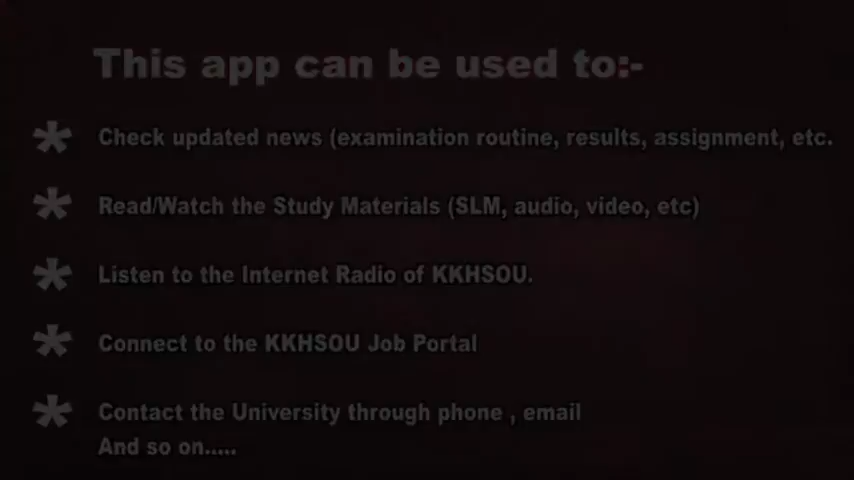 This app can be used to:-
* Check updated news (examination routine, results, assignment, etc.
* Read/Watch the Study Materials (SLM, audio, video, etc)
* Listen to the Internet Radio of KKHSOU.
* Connect to the KKHSOU Job Portal
* Contact the University through phone , email
And so on.....